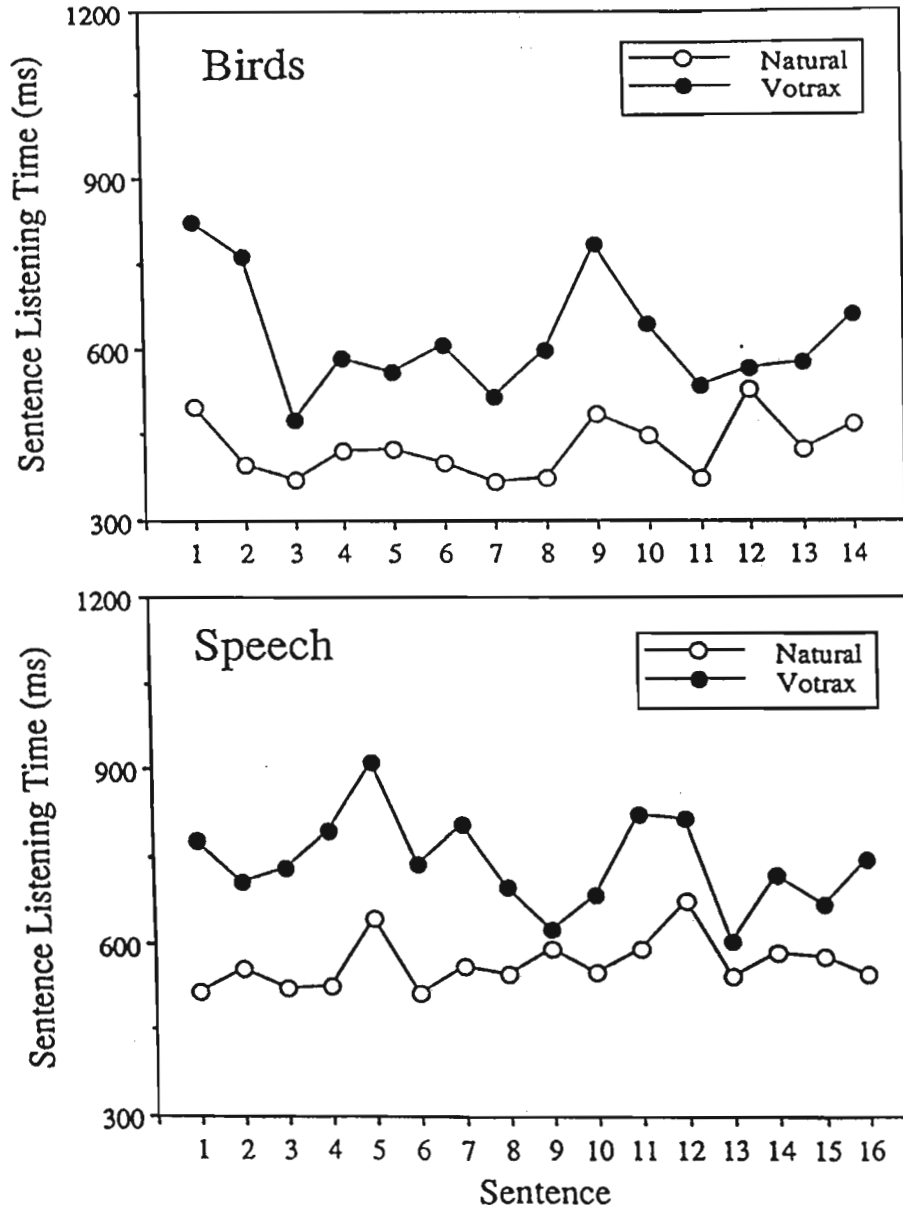 Birds
Natural
Votrax
Sentence Listening Time (ms)
1200
900
600
300
1 2 3 4 5 6 7 8 9 10 11 12 13 14
Speech
Natural
Votrax
Sentence Listening Time (ms)
1200
900
600
300
1 2 3 4 5 6 7 8 9 10 11 12 13 14 15 16
Sentence